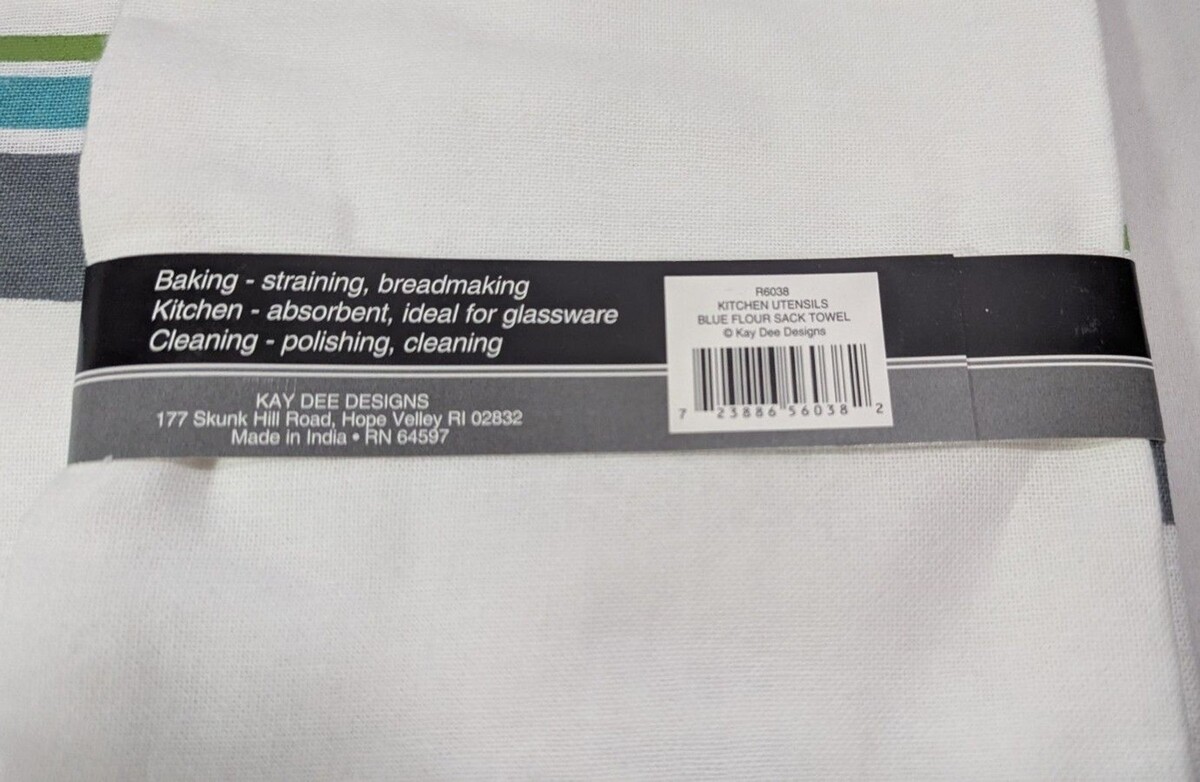 Baking - straining, breadmaking
Kitchen - absorbent, ideal for glassware
Cleaning - polishing, cleaning
KAY DEE DESIGNS
177 Skunk Hill Road, Hope Velley RI 02832
Made in India • RN 64597
R6038
KITCHEN UTENSILS
BLUE FLOUR SACK TOWEL
© Kay Dee Designs
7 23886 56038 2